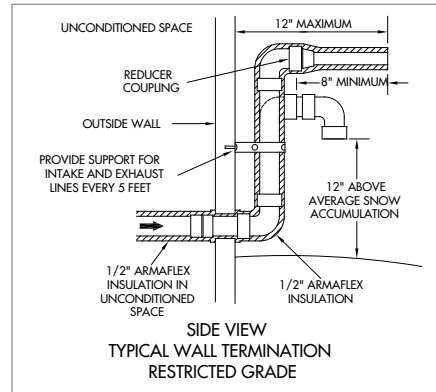 UNCONDITIONED SPACE
12" MAXIMUM
REDUCER
COUPLING
8" MINIMUM
OUTSIDE WALL
PROVIDE SUPPORT FOR
INTAKE AND EXHAUST
LINES EVERY 5 FEET
12" ABOVE
AVERAGE SNOW
ACCUMULATION
1/2" ARMAFLEX
INSULATION IN
UNCONDITIONED
SPACE
1/2" ARMAFLEX
INSULATION
SIDE VIEW
TYPICAL WALL TERMINATION
RESTRICTED GRADE